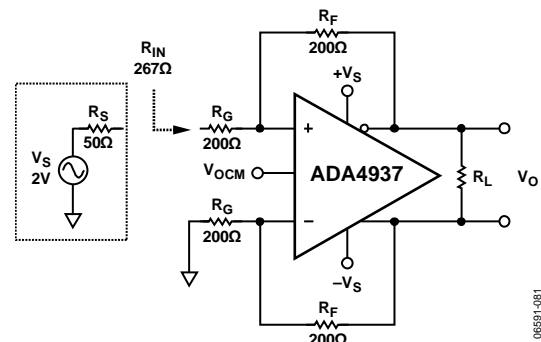 RF
200Ω
RIN
267Ω
+VS
RS
50Ω
RG
200Ω
+
VS
2V
VOCM
ADA4937
RL
VO
RG
200Ω
−
−VS
RF
200Ω
06591-081